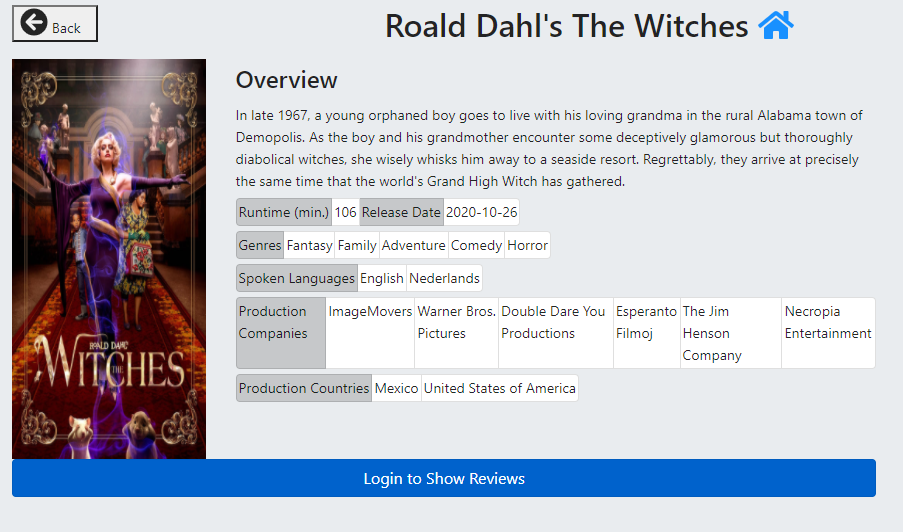 Back
Roald Dahl's The Witches
Overview
In late 1967, a young orphaned boy goes to live with his loving grandma in the rural Alabama town of
Demopolis. As the boy and his grandmother encounter some deceptively glamorous but thoroughly
diabolical witches, she wisely whisks him away to a seaside resort. Regrettably, they arrive at precisely
the same time that the world's Grand High Witch has gathered.
Runtime (min.) 106 Release Date 2020-10-26
Genres Fantasy Family Adventure Comedy Horror
Spoken Languages English Nederlands
Production Companies ImageMovers Warner Bros. Pictures Double Dare You Productions Esperanto Filmoj The Jim Henson Company Necropia Entertainment
Production Countries Mexico United States of America
ROALD DAHL'S
THE
WITCHES
Login to Show Reviews